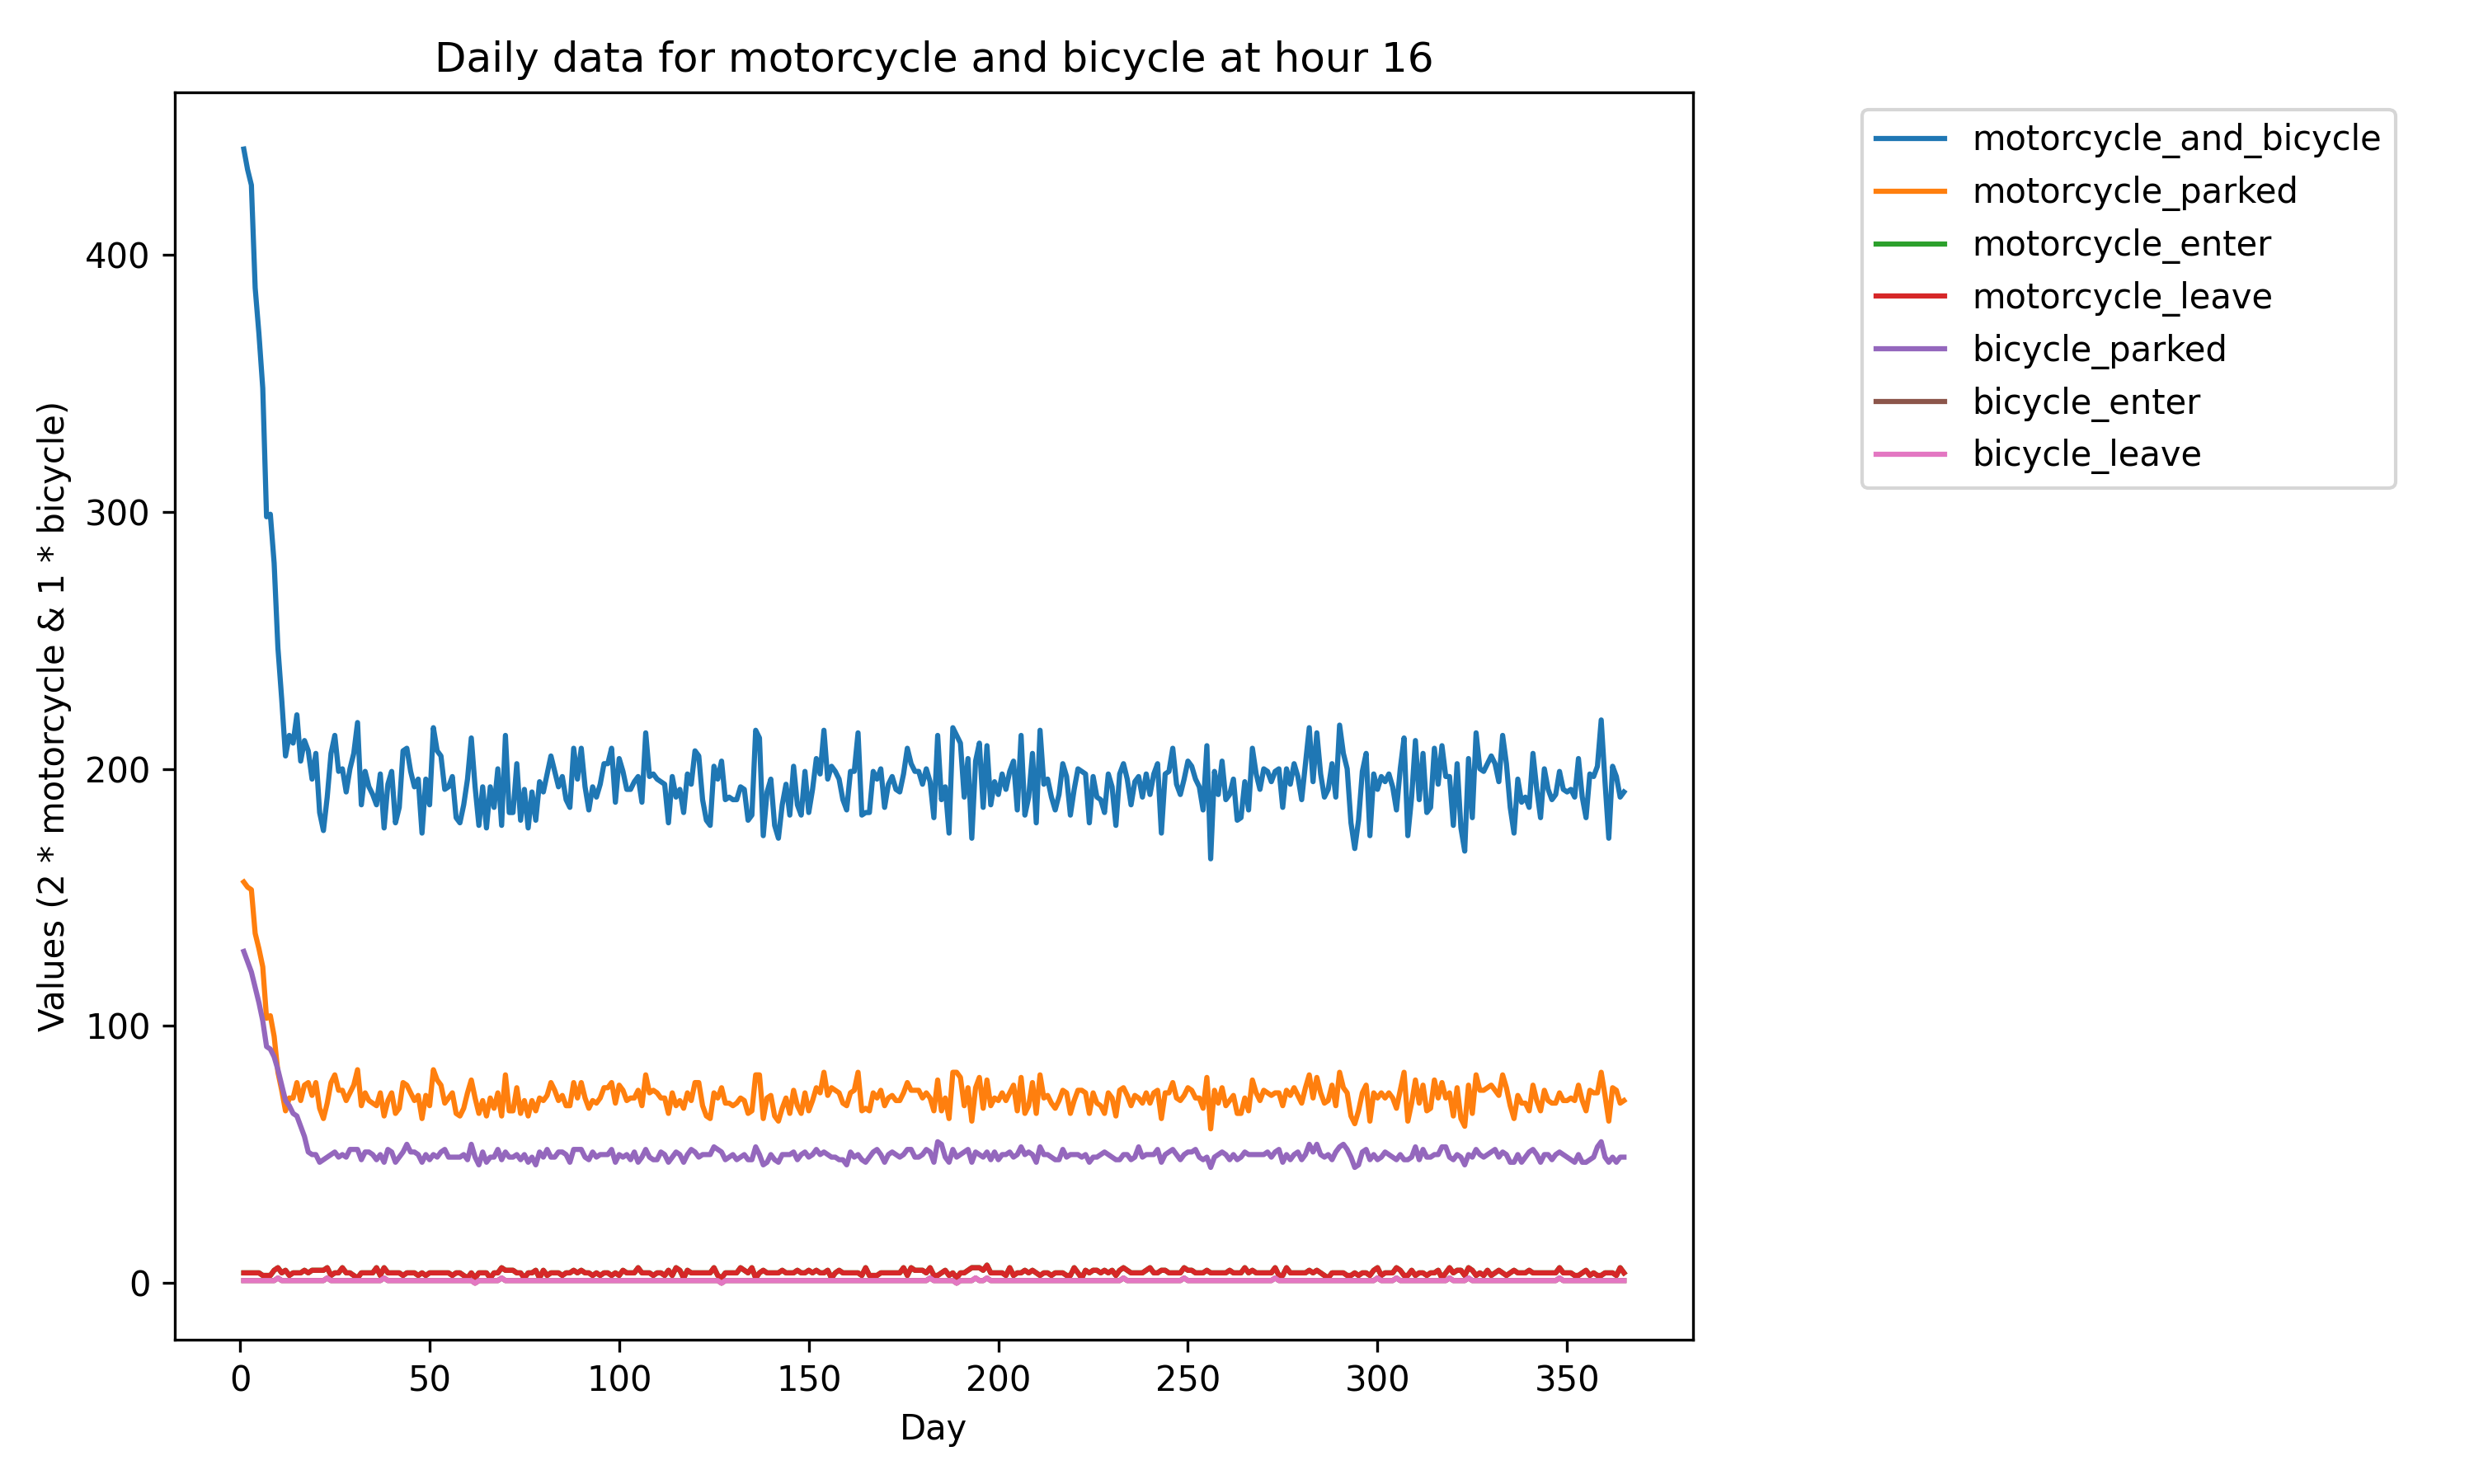 Daily data for motorcycle and bicycle at hour 16
Values (2 * motorcycle & 1 * bicycle)
400
300
200
100
0
0 50 100 150 200 250 300 350
Day
motorcycle_and_bicycle
motorcycle_parked
motorcycle_enter
motorcycle_leave
bicycle_parked
bicycle_enter
bicycle_leave